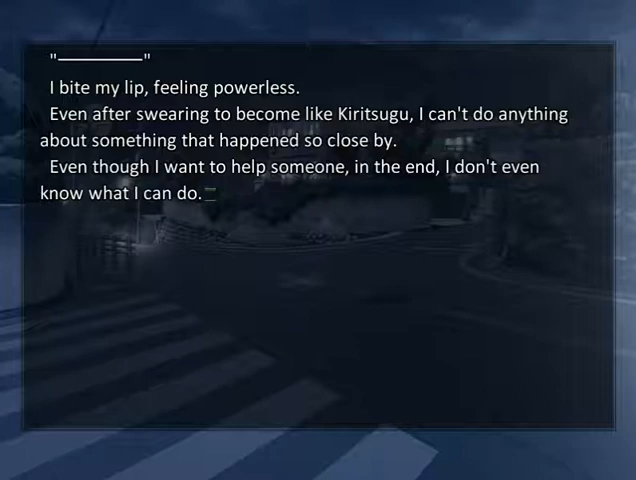 "————————"
I bite my lip, feeling powerless.
Even after swearing to become like Kiritsugu, I can't do anything
about something that happened so close by.
Even though I want to help someone, in the end, I don't even
know what I can do.